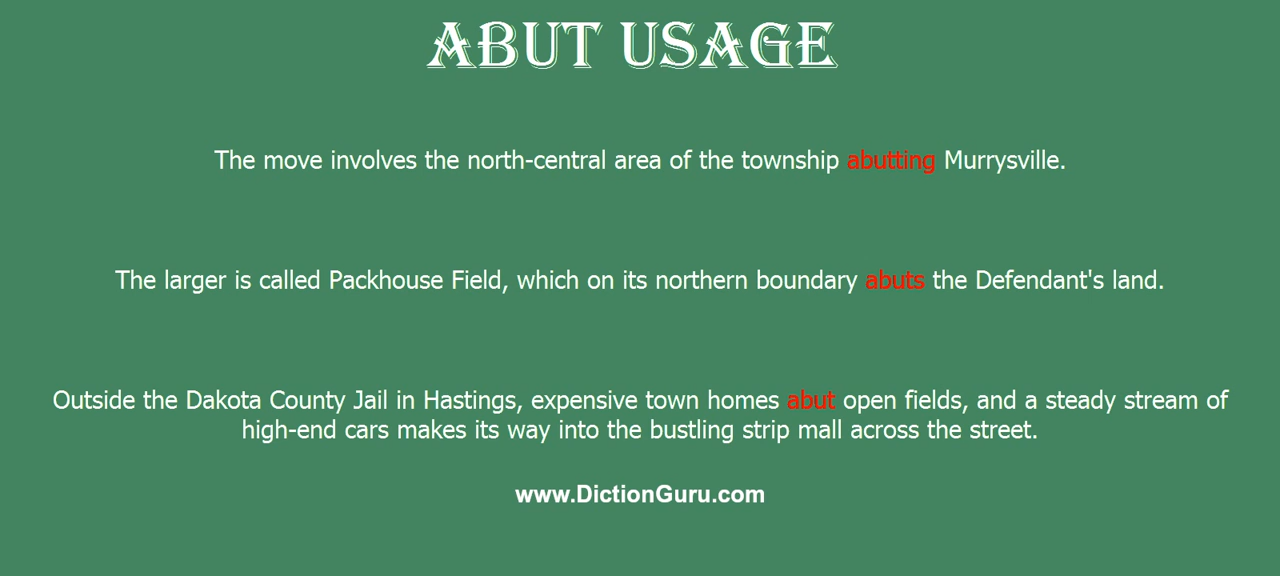 ABUT USAGE
The move involves the north-central area of the township abutting Murrysville.
The larger is called Packhouse Field, which on its northern boundary abuts the Defendant's land.
Outside the Dakota County Jail in Hastings, expensive town homes abut open fields, and a steady stream of
high-end cars makes its way into the bustling strip mall across the street.
www.DictionGuru.com